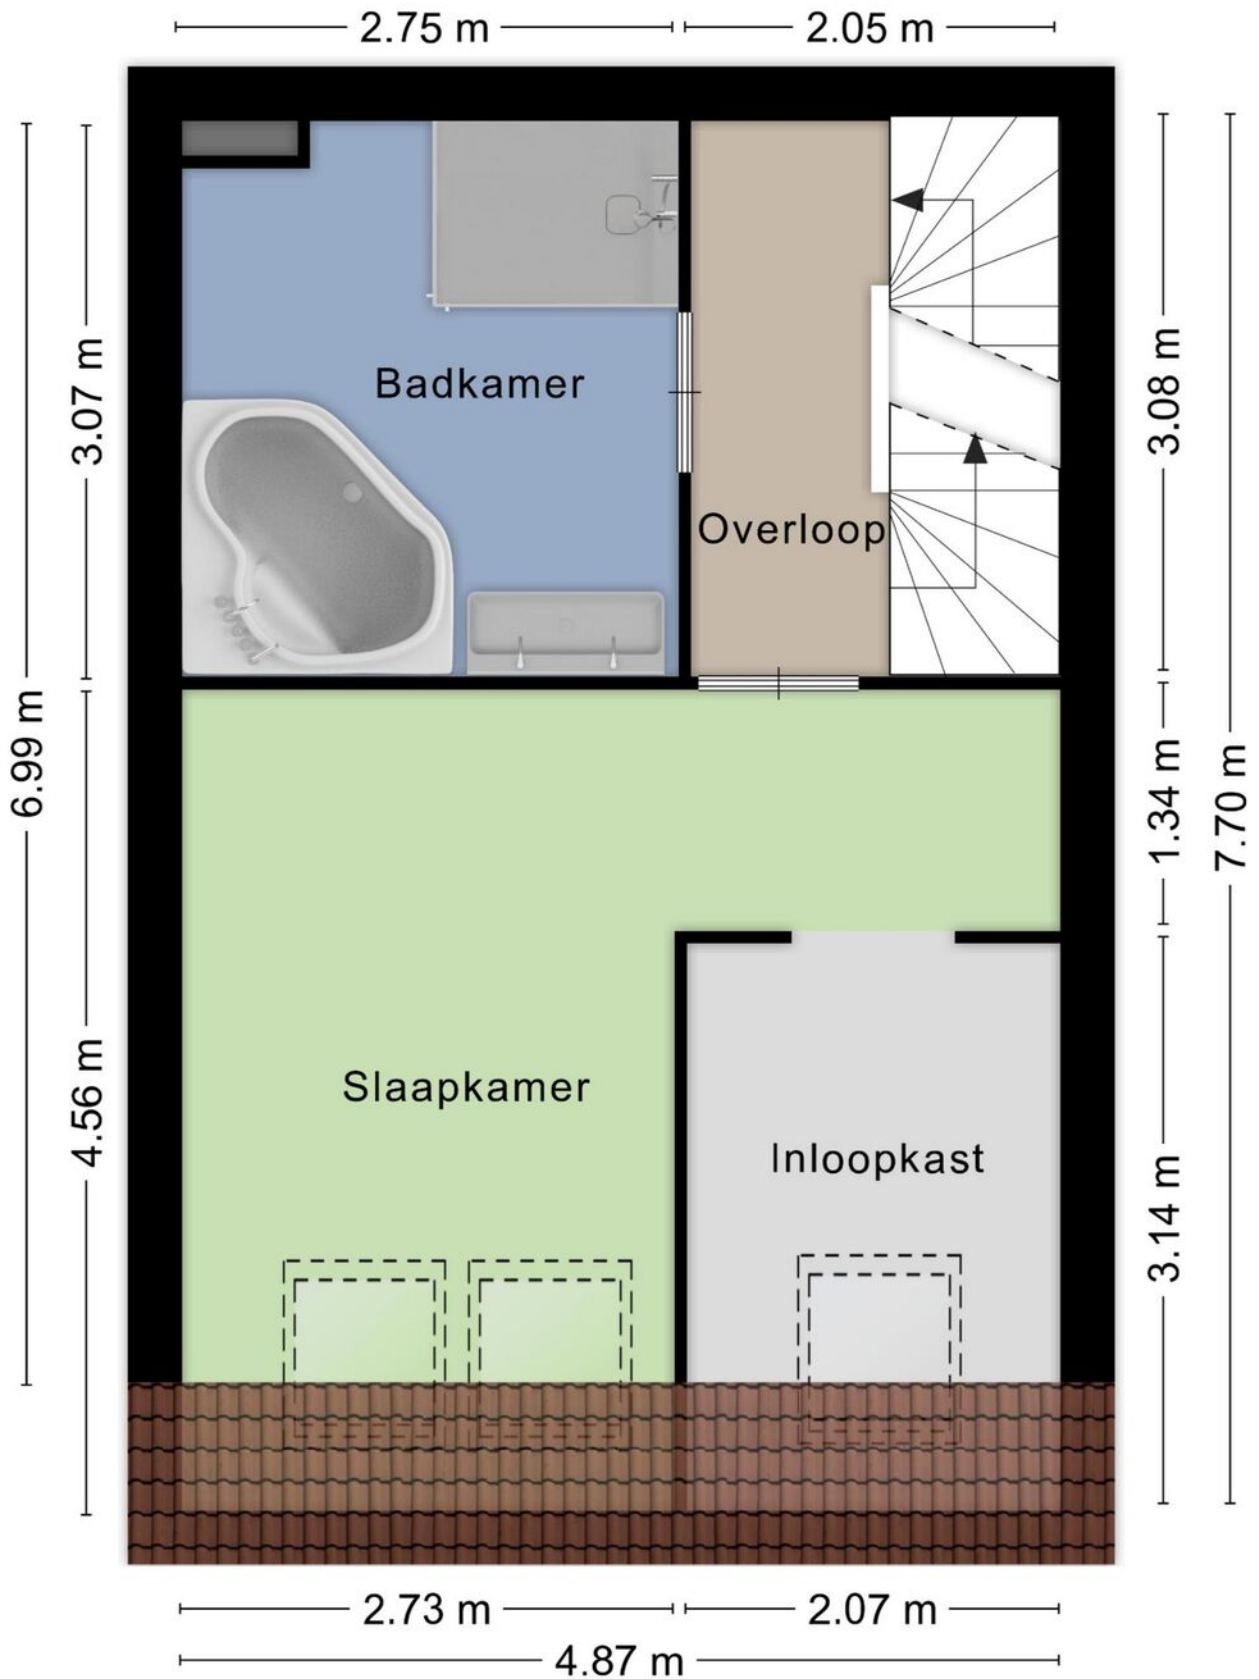 2.75 m
2.05 m
Badkamer
Overloop
3.07 m
3.08 m
6.99 m
1.34 m
7.70 m
4.56 m
Slaapkamer
Inloopkast
3.14 m
2.73 m
2.07 m
4.87 m